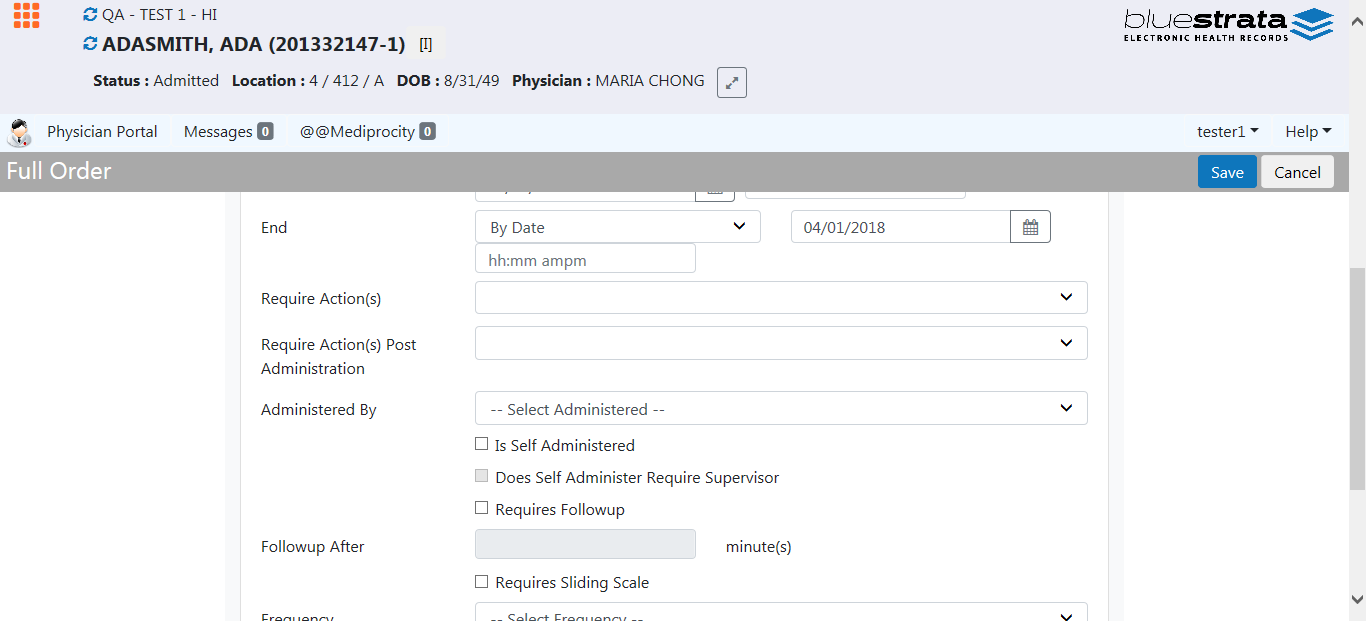 QA - TEST 1 - HI
ADASMITH, ADA (201332147-1) [I]
Status : Admitted Location : 4 / 412 / A DOB : 8/31/49 Physician : MARIA CHONG
bluestrata
ELECTRONIC HEALTH RECORDS
Physician Portal Messages 0 @@Mediprocity 0 tester1 Help
Full Order Save Cancel
End By Date 04/01/2018
hh:mm ampm
Require Action(s)
Require Action(s) Post
Administration
Administered By -- Select Administered --
Is Self Administered
Does Self Administer Require Supervisor
Requires Followup
Followup After minute(s)
Requires Sliding Scale
Frequency -- Select Frequency --